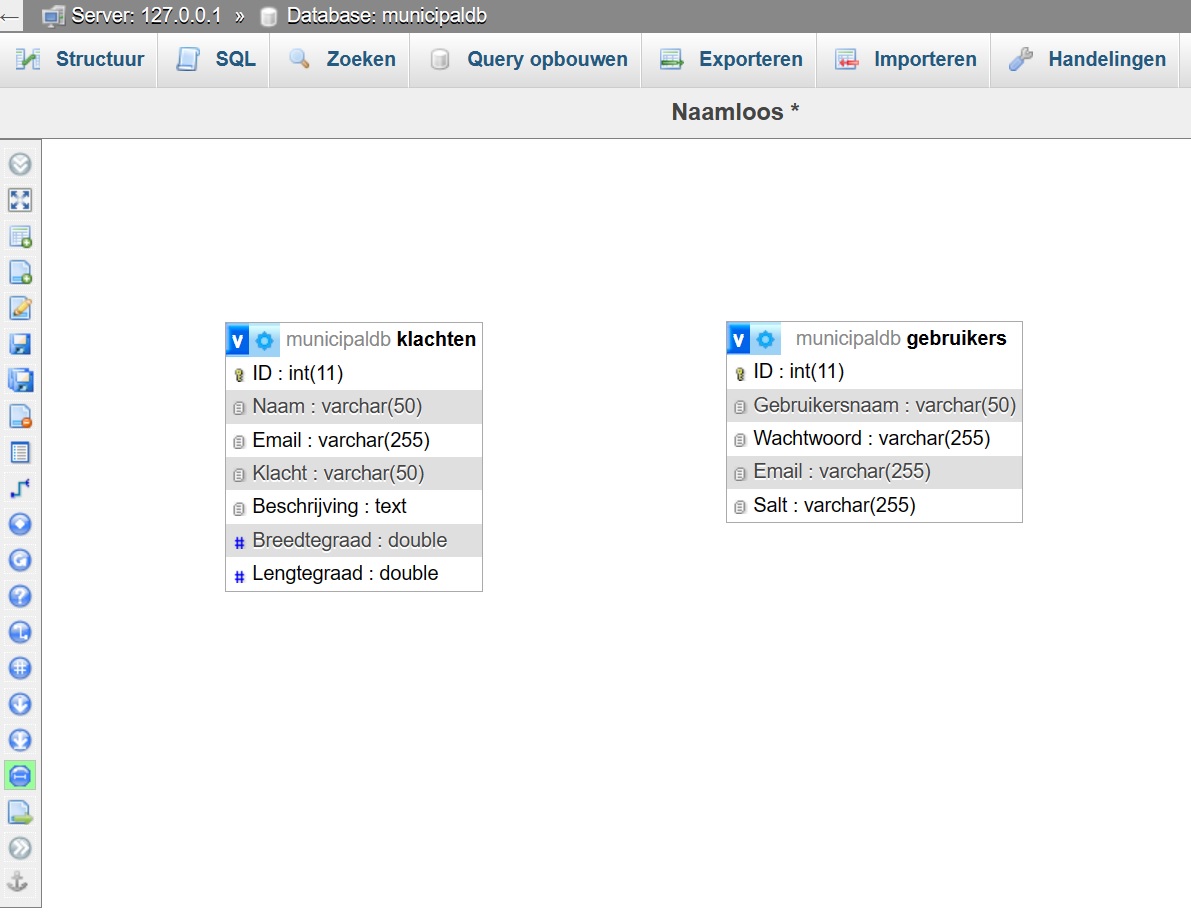 Server: 127.0.0.1 » Database: municipaldb
Structuur SQL Zoeken Query opbouwen Exporteren Importeren Handelingen
Naamloos *
v municipaldb klachten
ID : int(11)
Naam : varchar(50)
Email : varchar(255)
Klacht : varchar(50)
Beschrijving : text
# Breedtegraad : double
# Lengtegraad : double
v municipaldb gebruikers
ID : int(11)
Gebruikersnaam : varchar(50)
Wachtwoord : varchar(255)
Email : varchar(255)
Salt : varchar(255)